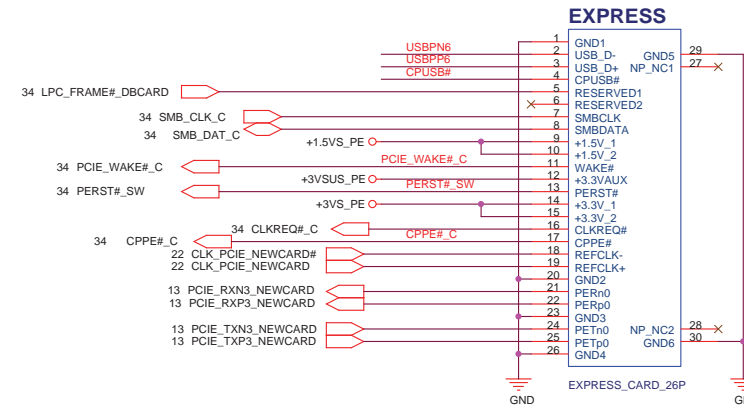 EXPRESS
1 GND1
USBPN6 2 USB_D- GND5 29
USBPP6 3 USB_D+ NP_NC1 27
CPUSB# 4 CPUSB#
34 LPC_FRAME#_DBCARD 5 RESERVED1
6 RESERVED2
34 SMB_CLK_C 7 SMBCLK
34 SMB_DAT_C 8 SMBDATA
+1.5VS_PE 9 +1.5V_1
10 +1.5V_2
34 PCIE_WAKE#_C PCIE_WAKE#_C 11 WAKE#
+3VSUS_PE 12 +3.3VAUX
34 PERST#_SW PERST#_SW 13 PERST#
+3VS_PE 14 +3.3V_1
15 +3.3V_2
34 CLKREQ#_C 16 CLKREQ#
34 CPPE#_C CPPE#_C 17 CPPE#
22 CLK_PCIE_NEWCARD# 18 REFCLK-
22 CLK_PCIE_NEWCARD 19 REFCLK+
20 GND2
13 PCIE_RXN3_NEWCARD 21 PERn0
13 PCIE_RXP3_NEWCARD 22 PERp0
23 GND3
13 PCIE_TXN3_NEWCARD 24 PETn0 NP_NC2 28
13 PCIE_TXP3_NEWCARD 25 PETp0 GND6 30
26 GND4
EXPRESS_CARD_26P
GND